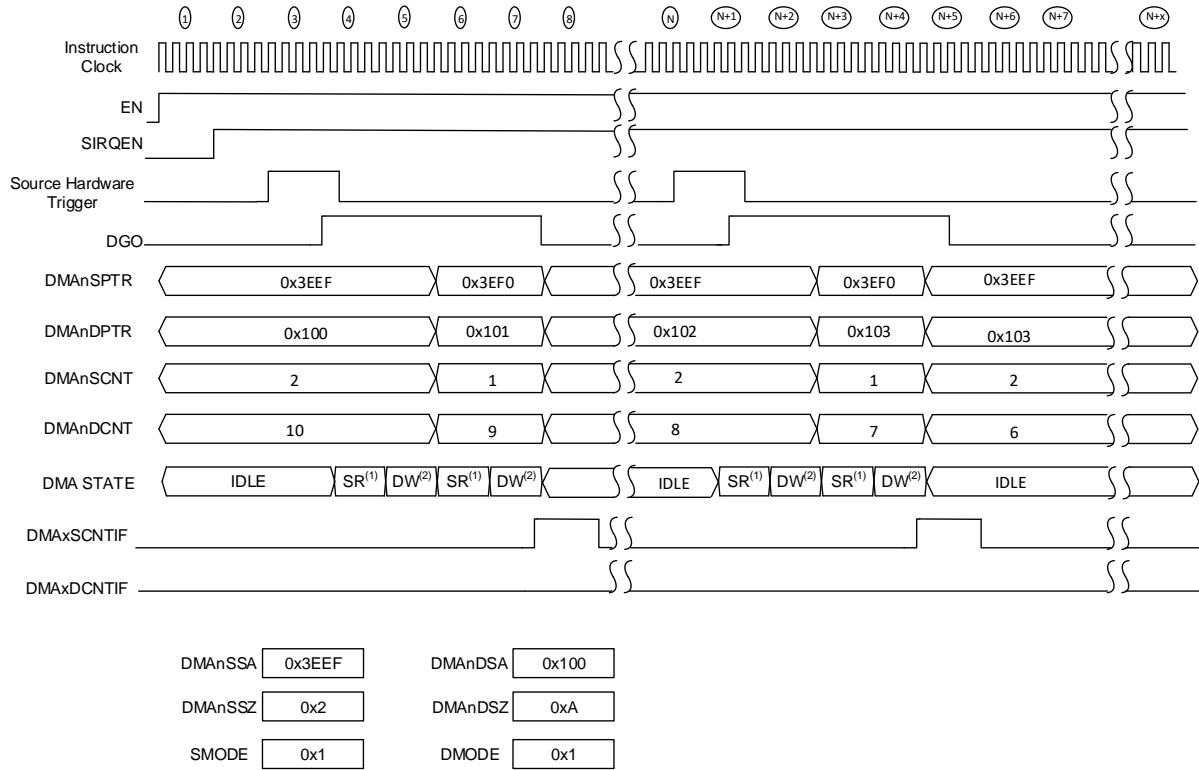 1 2 3 4 5 6 7 8 N N+1 N+2 N+3 N+4 N+5 N+6 N+7 N+x
Instruction
Clock
EN
SIRQEN
Source Hardware
Trigger
DGO
DMAnSPTR 0x3EEF 0x3EF0 0x3EEF 0x3EF0 0x3EEF
DMAnDPTR 0x100 0x101 0x102 0x103 0x103
DMAnSCNT 2 1 2 1 2
DMAnDCNT 10 9 8 7 6
DMA STATE IDLE SR(1) DW(2) SR(1) DW(2) IDLE SR(1) DW(2) SR(1) DW(2) IDLE
DMAxSCNTIF
DMAxDCNTIF
DMAnSSA 0x3EEF DMAnDSA 0x100
DMAnSSZ 0x2 DMAnDSZ 0xA
SMODE 0x1 DMODE 0x1